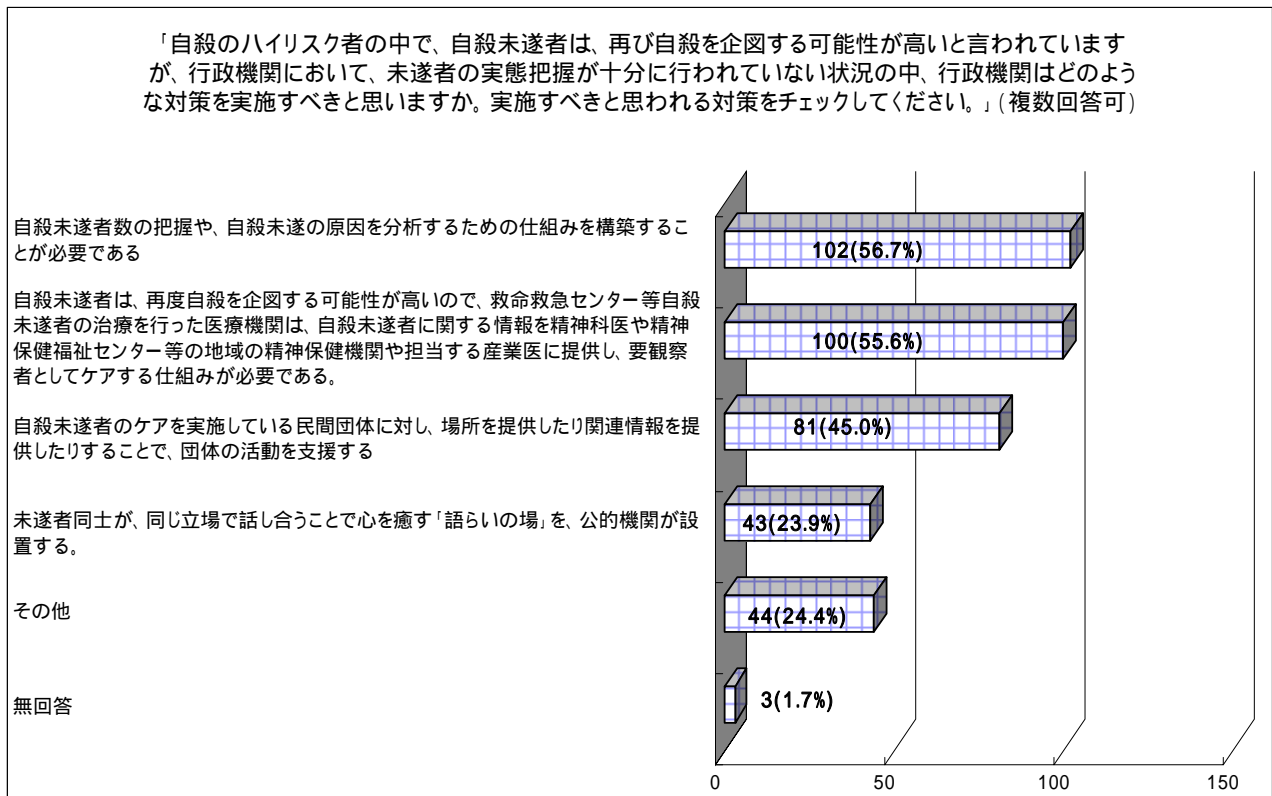 「自殺のハイリスク者の中で、自殺未遂者は、再び自殺を企図する可能性が高いと言われています
が、行政機関において、未遂者の実態把握が十分に行われていない状況の中、行政機関はどのよう
な対策を実施すべきと思いますか。実施すべきと思われる対策をチェックしてください。」(複数回答可)
自殺未遂者数の把握や、自殺未遂の原因を分析するための仕組みを構築するこ
とが必要である
102(56.7%)
自殺未遂者は、再度自殺を企図する可能性が高いので、救命救急センター等自殺
未遂者の治療を行った医療機関は、自殺未遂者に関する情報を精神科医や精神
保健福祉センター等の地域の精神保健機関や担当する産業医に提供し、要観察
者としてケアする仕組みが必要である。
100(55.6%)
自殺未遂者のケアを実施している民間団体に対し、場所を提供したり関連情報を提
供したりすることで、団体の活動を支援する
81(45.0%)
未遂者同士が、同じ立場で話し合うことで心を癒す「語らいの場」を、公的機関が設
置する。
43(23.9%)
その他
44(24.4%)
無回答
3(1.7%)
0 50 100 150